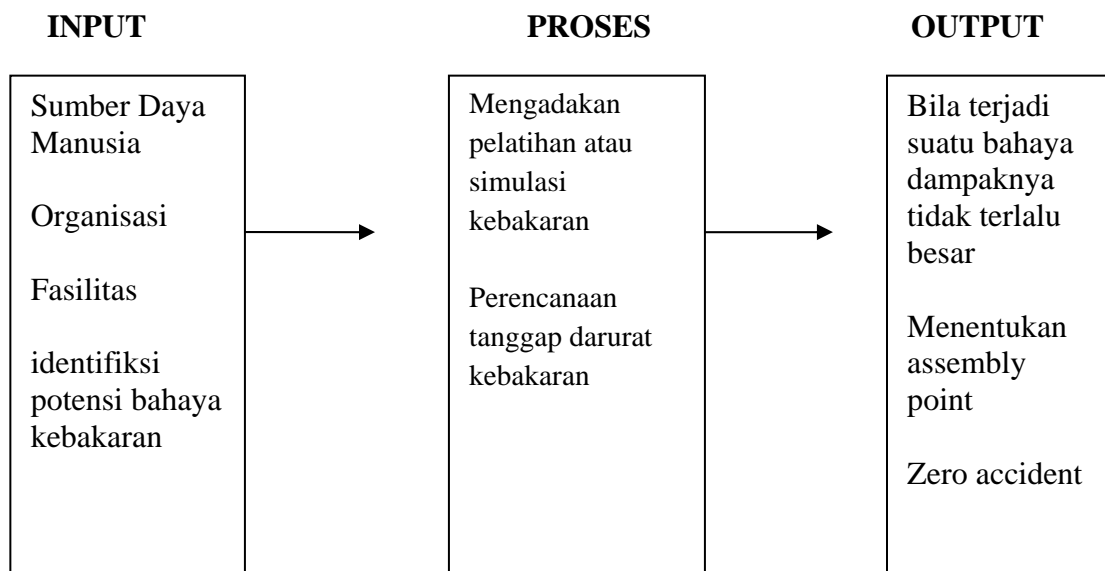 INPUT
PROSES
OUTPUT
Sumber Daya
Manusia
Organisasi
Fasilitas
identifiksi
potensi bahaya
kebakaran
Mengadakan
pelatihan atau
simulasi
kebakaran
Perencanaan
tanggap darurat
kebakaran
Bila terjadi
suatu bahaya
dampaknya
tidak terlalu
besar
Menentukan
assembly
point
Zero accident